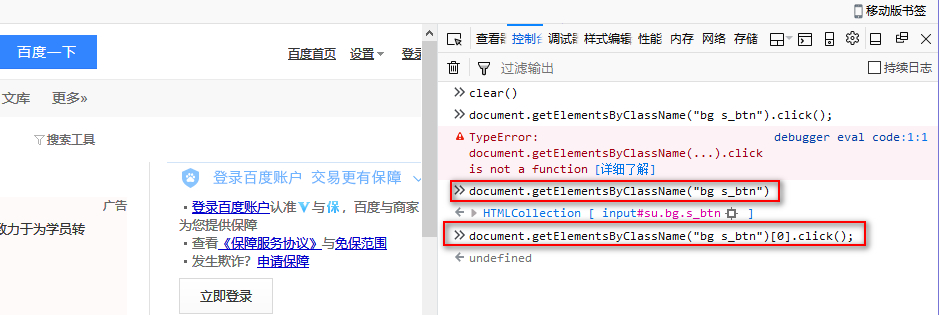 移动版书签
百度一下
百度首页 设置 登录
文库 更多»
搜索工具
广告
登录百度账户 交易更有保障
· 登录百度账户认准V与保，百度与商家
为您提供保障
致力于为学员转
· 查看《保障服务协议》与免保范围
· 发生欺诈？申请保障
立即登录
查看器 控制台 调试器 样式编辑 性能 内存 网络 存储
过滤输出 持续日志
clear()
document.getElementsByClassName("bg s_btn").click();
TypeError: debugger eval code:1:1
document.getElementsByClassName(...).click
is not a function [详细了解]
document.getElementsByClassName("bg s_btn")
HTMLCollection [ input#su.bg.s_btn ]
document.getElementsByClassName("bg s_btn")[0].click();
undefined